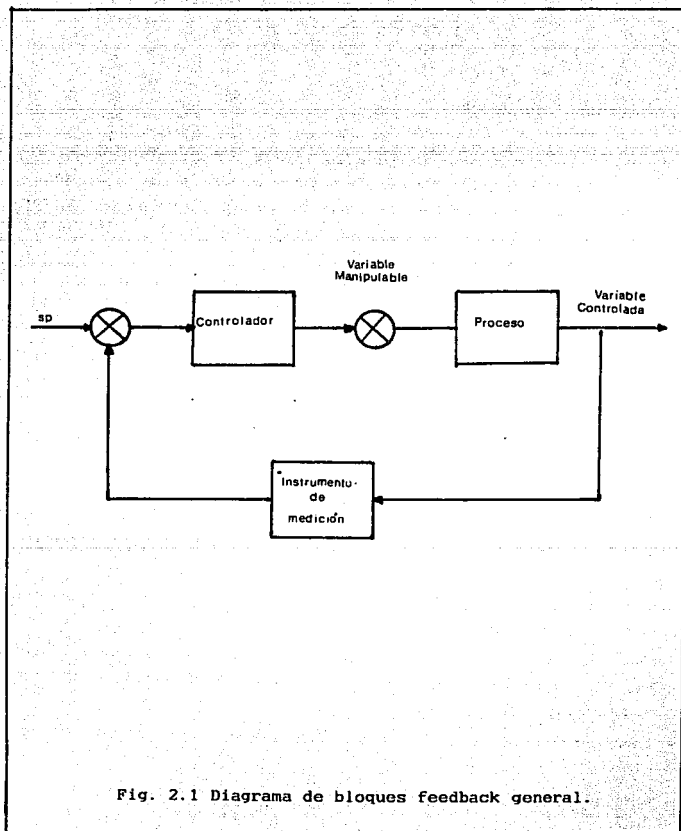 Variable
Manipulable
Variable
Controlada
sp
Controlador
Proceso
Instrumento
de
medición
Fig. 2.1 Diagrama de bloques feedback general.